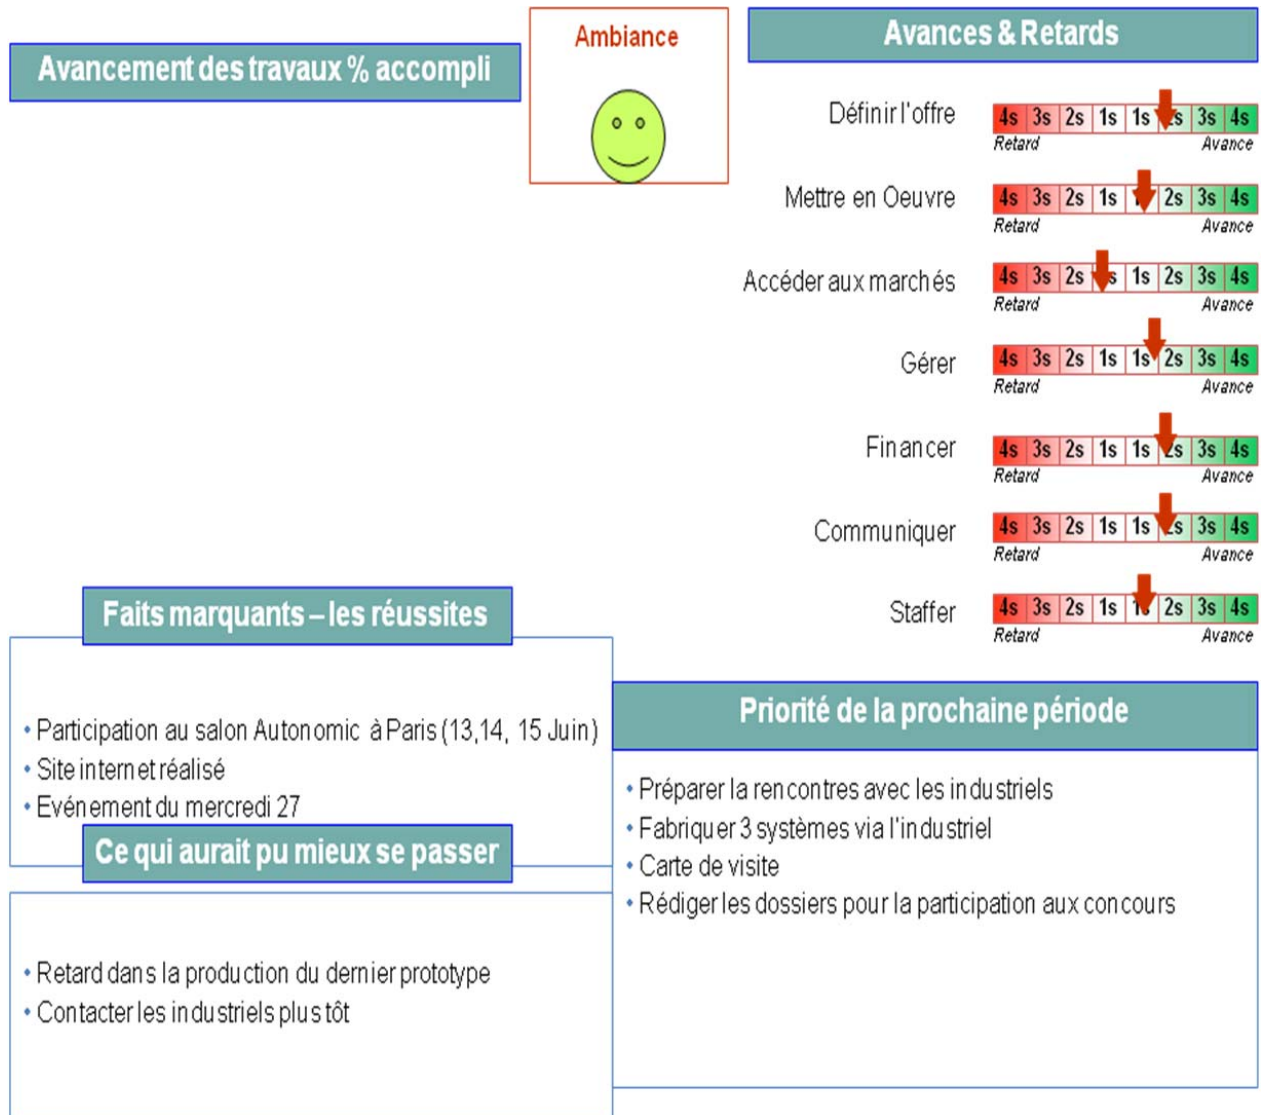 Avancement des travaux % accompli
Ambiance
Avances & Retards
Définir l'offre
4s 3s 2s 1s 1s 2s 3s 4s
Retard Avance
Mettre en Oeuvre
4s 3s 2s 1s 2s 3s 4s
Retard Avance
Accéder aux marchés
4s 3s 2s 1s 2s 3s 4s
Retard Avance
Gérer
4s 3s 2s 1s 1s 2s 3s 4s
Retard Avance
Financer
4s 3s 2s 1s 1s 2s 3s 4s
Retard Avance
Communiquer
4s 3s 2s 1s 1s 2s 3s 4s
Retard Avance
Staffer
4s 3s 2s 1s 1s 2s 3s 4s
Retard Avance
Faits marquants – les réussites
• Participation au salon Autonomic à Paris (13,14, 15 Juin)
• Site internet réalisé
• Evénement du mercredi 27
Ce qui aurait pu mieux se passer
• Retard dans la production du dernier prototype
• Contacter les industriels plus tôt
Priorité de la prochaine période
• Préparer la rencontres avec les industriels
• Fabriquer 3 systèmes via l'industriel
• Carte de visite
• Rédiger les dossiers pour la participation aux concours